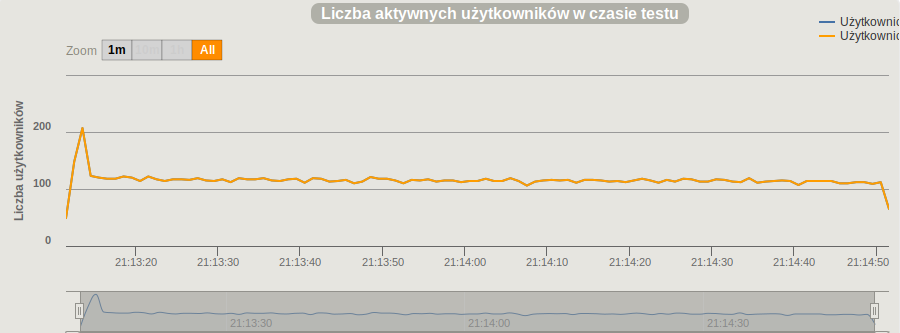 Liczba aktywnych użytkowników w czasie testu
Użytkownic
Użytkownic
Zoom 1m 10m 1h All
Liczba użytkowników
200
100
0
21:13:20 21:13:30 21:13:40 21:13:50 21:14:00 21:14:10 21:14:20 21:14:30 21:14:40 21:14:50
21:13:30 21:14:00 21:14:30